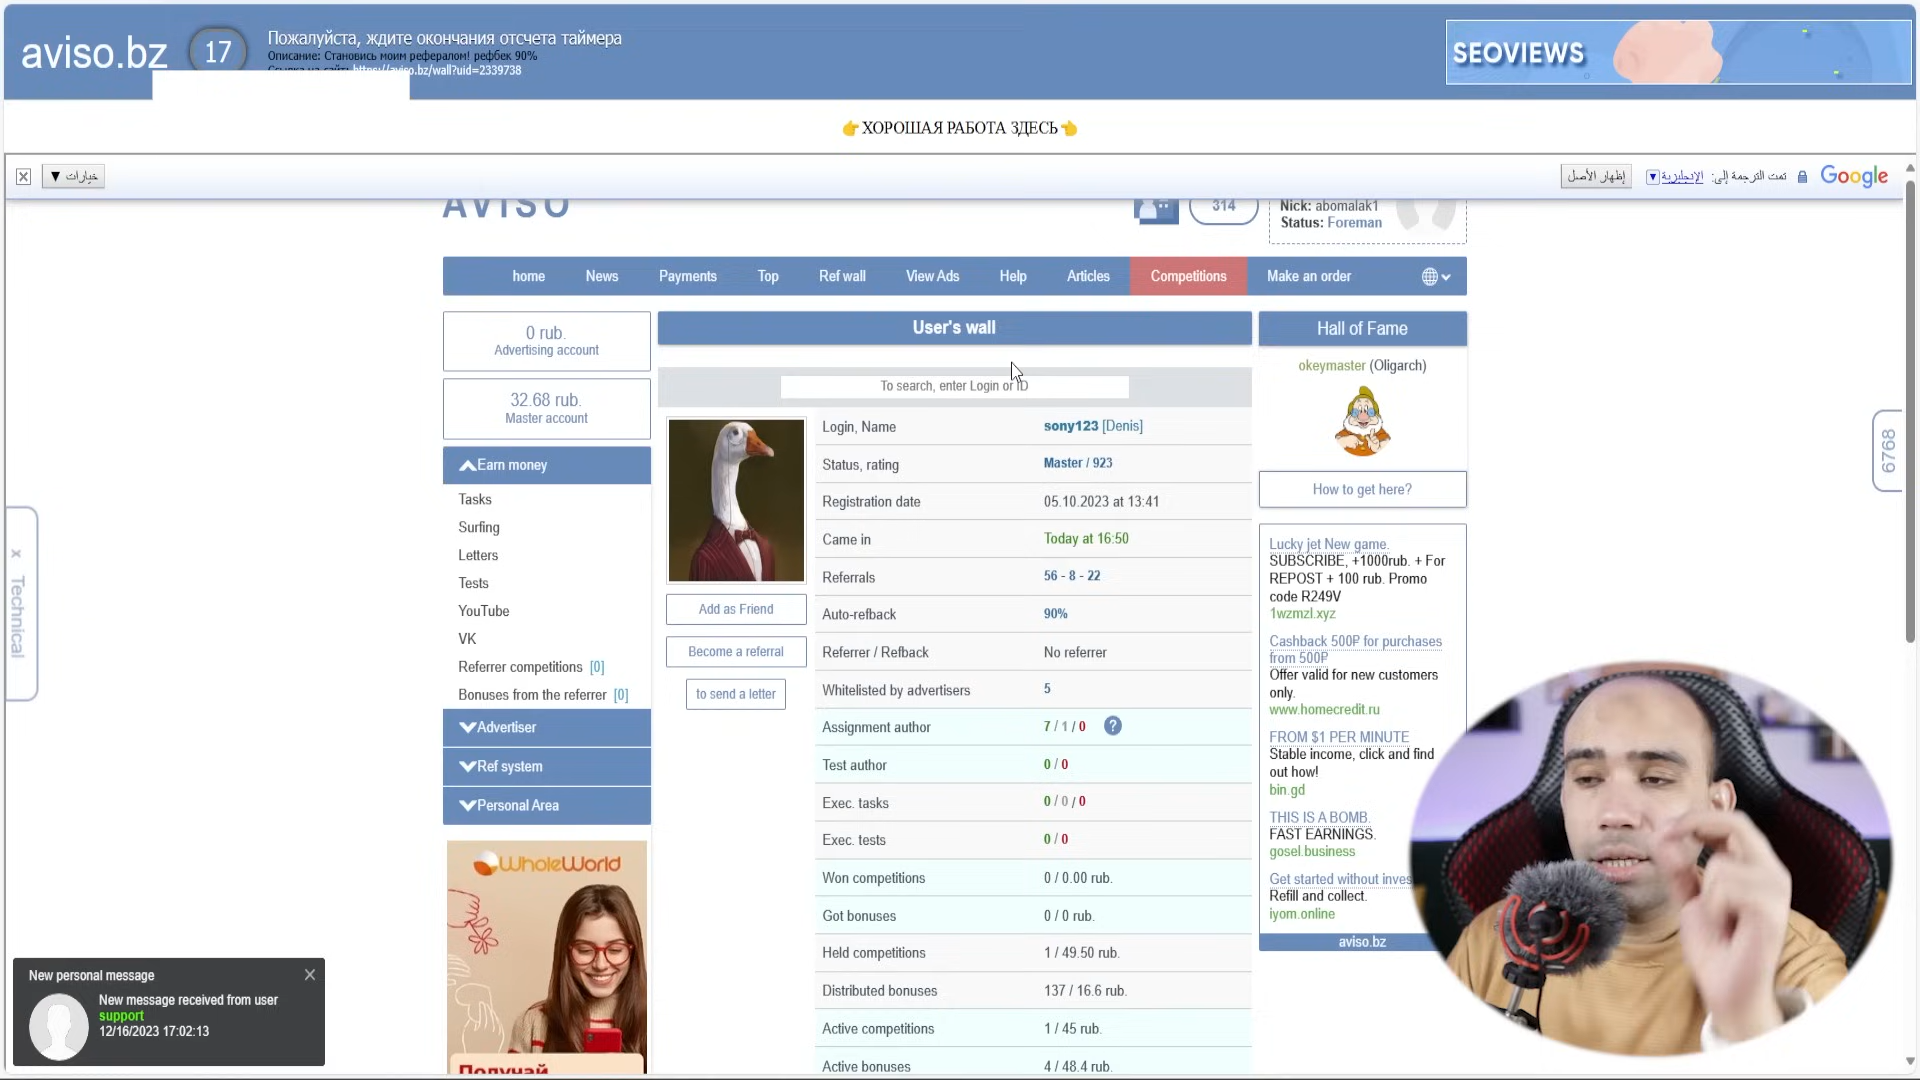 aviso.bz
17
Пожалуйста, ждите окончания отсчета таймера
Описание: Становись моим рефералом! рефбек 90%
https://aviso.bz/wall?uid=2339738
SEOVIEWS
👉ХОРОШАЯ РАБОТА ЗДЕСЬ👈
خيارات ▼
إظهار الأصل
تمت الترجمة إلى: الإنجليزية
Google
AVISO
314
Nick: abomalak1
Status: Foreman
home
News
Payments
Top
Ref wall
View Ads
Help
Articles
Competitions
Make an order
0 rub.
Advertising account
32.68 rub.
Master account
Earn money
Tasks
Surfing
Letters
Tests
YouTube
VK
Referrer competitions [0]
Bonuses from the referrer [0]
Advertiser
Ref system
Personal Area
WholeWorld
Получай
User's wall
To search, enter Login or ID
Add as Friend
Become a referral
to send a letter
Login, Name sony123 [Denis]
Status, rating Master / 923
Registration date 05.10.2023 at 13:41
Came in Today at 16:50
Referrals 56 - 8 - 22
Auto-refback 90%
Referrer / Refback No referrer
Whitelisted by advertisers 5
Assignment author 7 / 1 / 0 ?
Test author 0 / 0
Exec. tasks 0 / 0 / 0
Exec. tests 0 / 0
Won competitions 0 / 0.00 rub.
Got bonuses 0 / 0 rub.
Held competitions 1 / 49.50 rub.
Distributed bonuses 137 / 16.6 rub.
Active competitions 1 / 45 rub.
Active bonuses 4 / 48.4 rub.
Hall of Fame
okeymaster (Oligarch)
How to get here?
Lucky jet New game.
SUBSCRIBE, +1000rub. + For
REPOST + 100 rub. Promo
code R249V
1wzmzl.xyz
Cashback 500₽ for purchases
from 500₽
Offer valid for new customers
only.
www.homecredit.ru
FROM $1 PER MINUTE
Stable income, click and find
out how!
bin.gd
THIS IS A BOMB.
FAST EARNINGS.
gosel.business
Get started without inves
Refill and collect.
iyom.online
aviso.bz
6768
x Technical
New personal message
New message received from user
support
12/16/2023 17:02:13